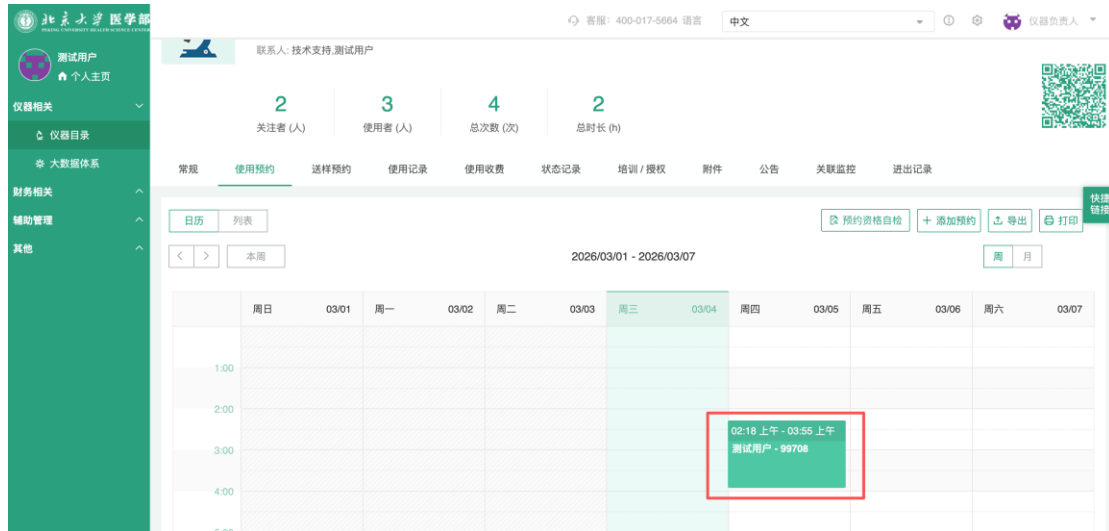 北京大学 医学部
PEKING UNIVERSITY HEALTH SCIENCE CENTER
客服：400-017-5664 语言
中文
仪器负责人
测试用户
个人主页
仪器相关
仪器目录
大数据体系
财务相关
辅助管理
其他
联系人: 技术支持,测试用户
2
3
4
2
关注者 (人)
使用者 (人)
总次数 (次)
总时长 (h)
常规
使用预约
送样预约
使用记录
使用收费
状态记录
培训 / 授权
附件
公告
关联监控
进出记录
快捷
链接
日历
列表
预约资格自检
+ 添加预约
导出
打印
<
>
本周
2026/03/01 - 2026/03/07
周
月
周日 03/01
周一 03/02
周二 03/03
周三 03/04
周四 03/05
周五 03/06
周六 03/07
1:00
2:00
02:18 上午 - 03:55 上午
测试用户 - 99708
3:00
4:00
5:00